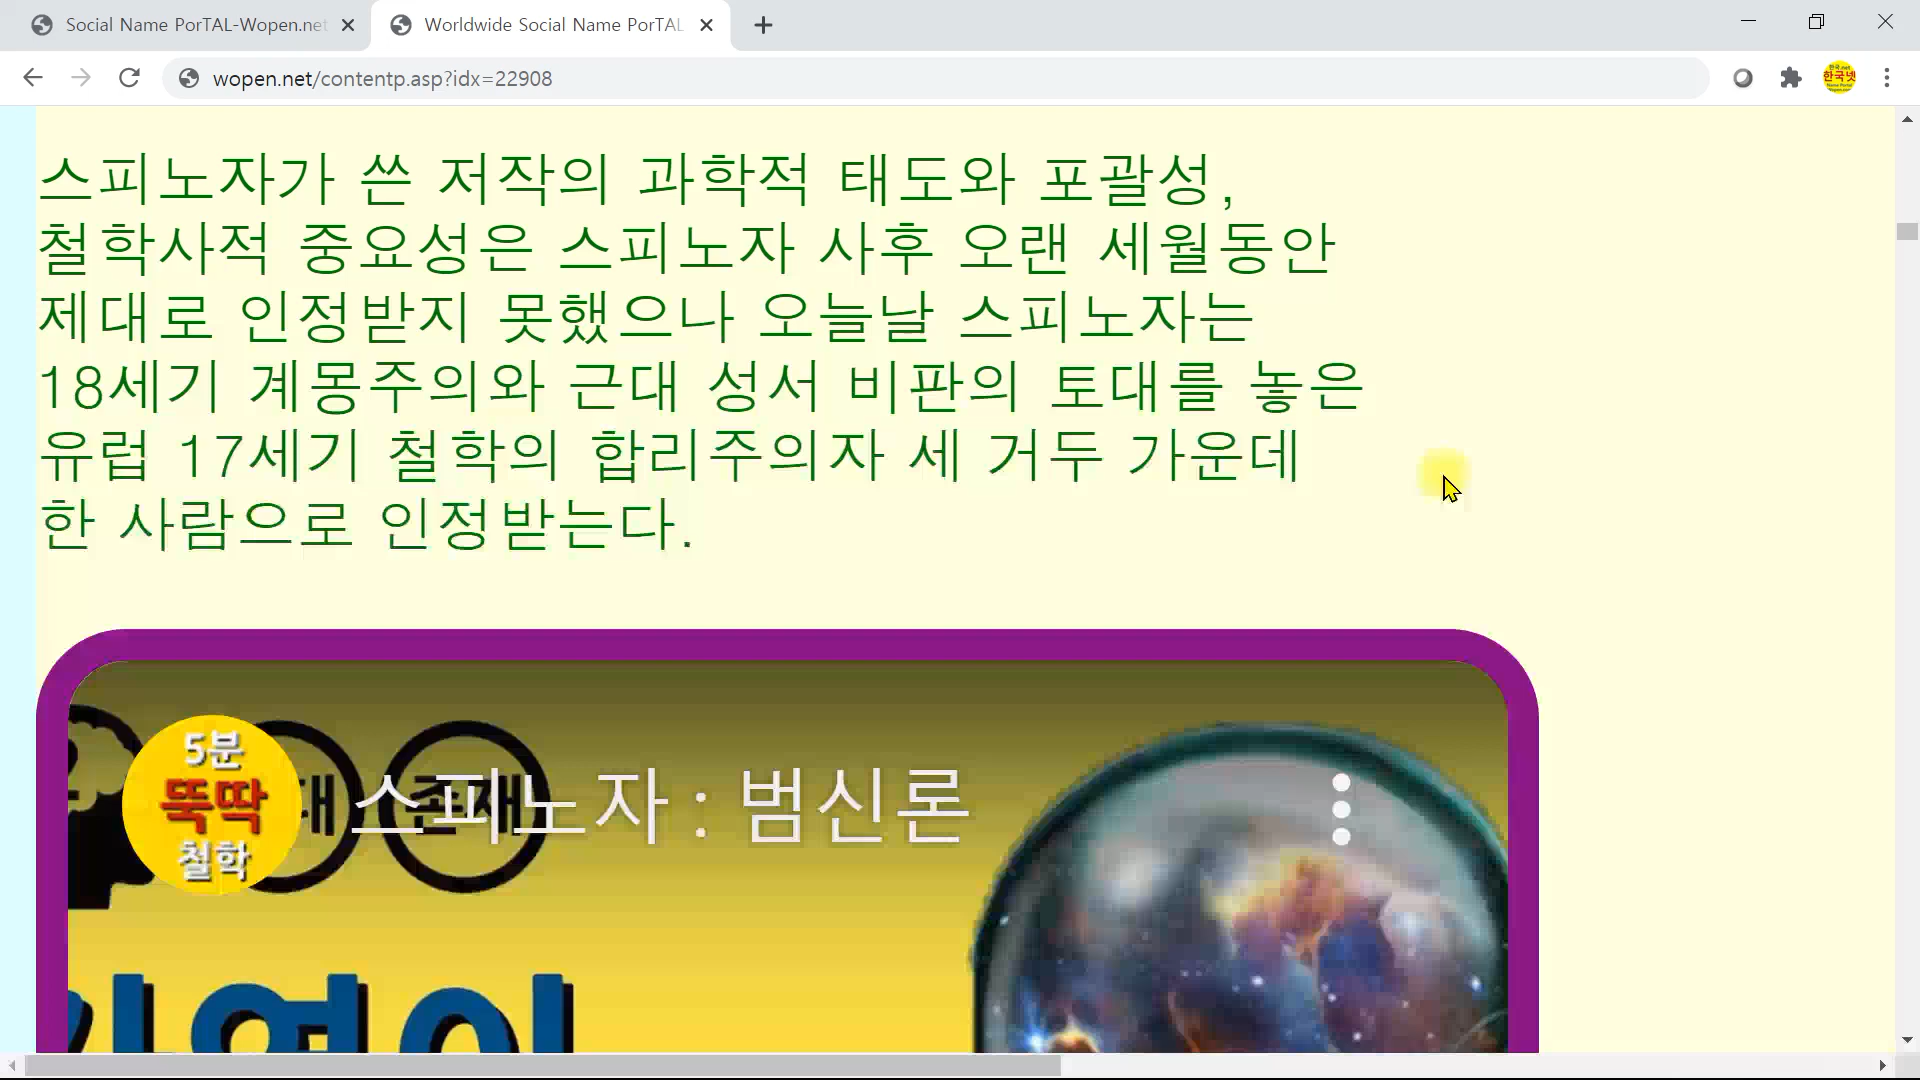 Social Name PorTAL-Wopen.net
Worldwide Social Name PorTAL
wopen.net/contentp.asp?idx=22908
스피노자가 쓴 저작의 과학적 태도와 포괄성,
철학사적 중요성은 스피노자 사후 오랜 세월동안
제대로 인정받지 못했으나 오늘날 스피노자는
18세기 계몽주의와 근대 성서 비판의 토대를 놓은
유럽 17세기 철학의 합리주의자 세 거두 가운데
한 사람으로 인정받는다.
5분
뚝딱
철학
스피노자 : 범신론
존재
한국넷